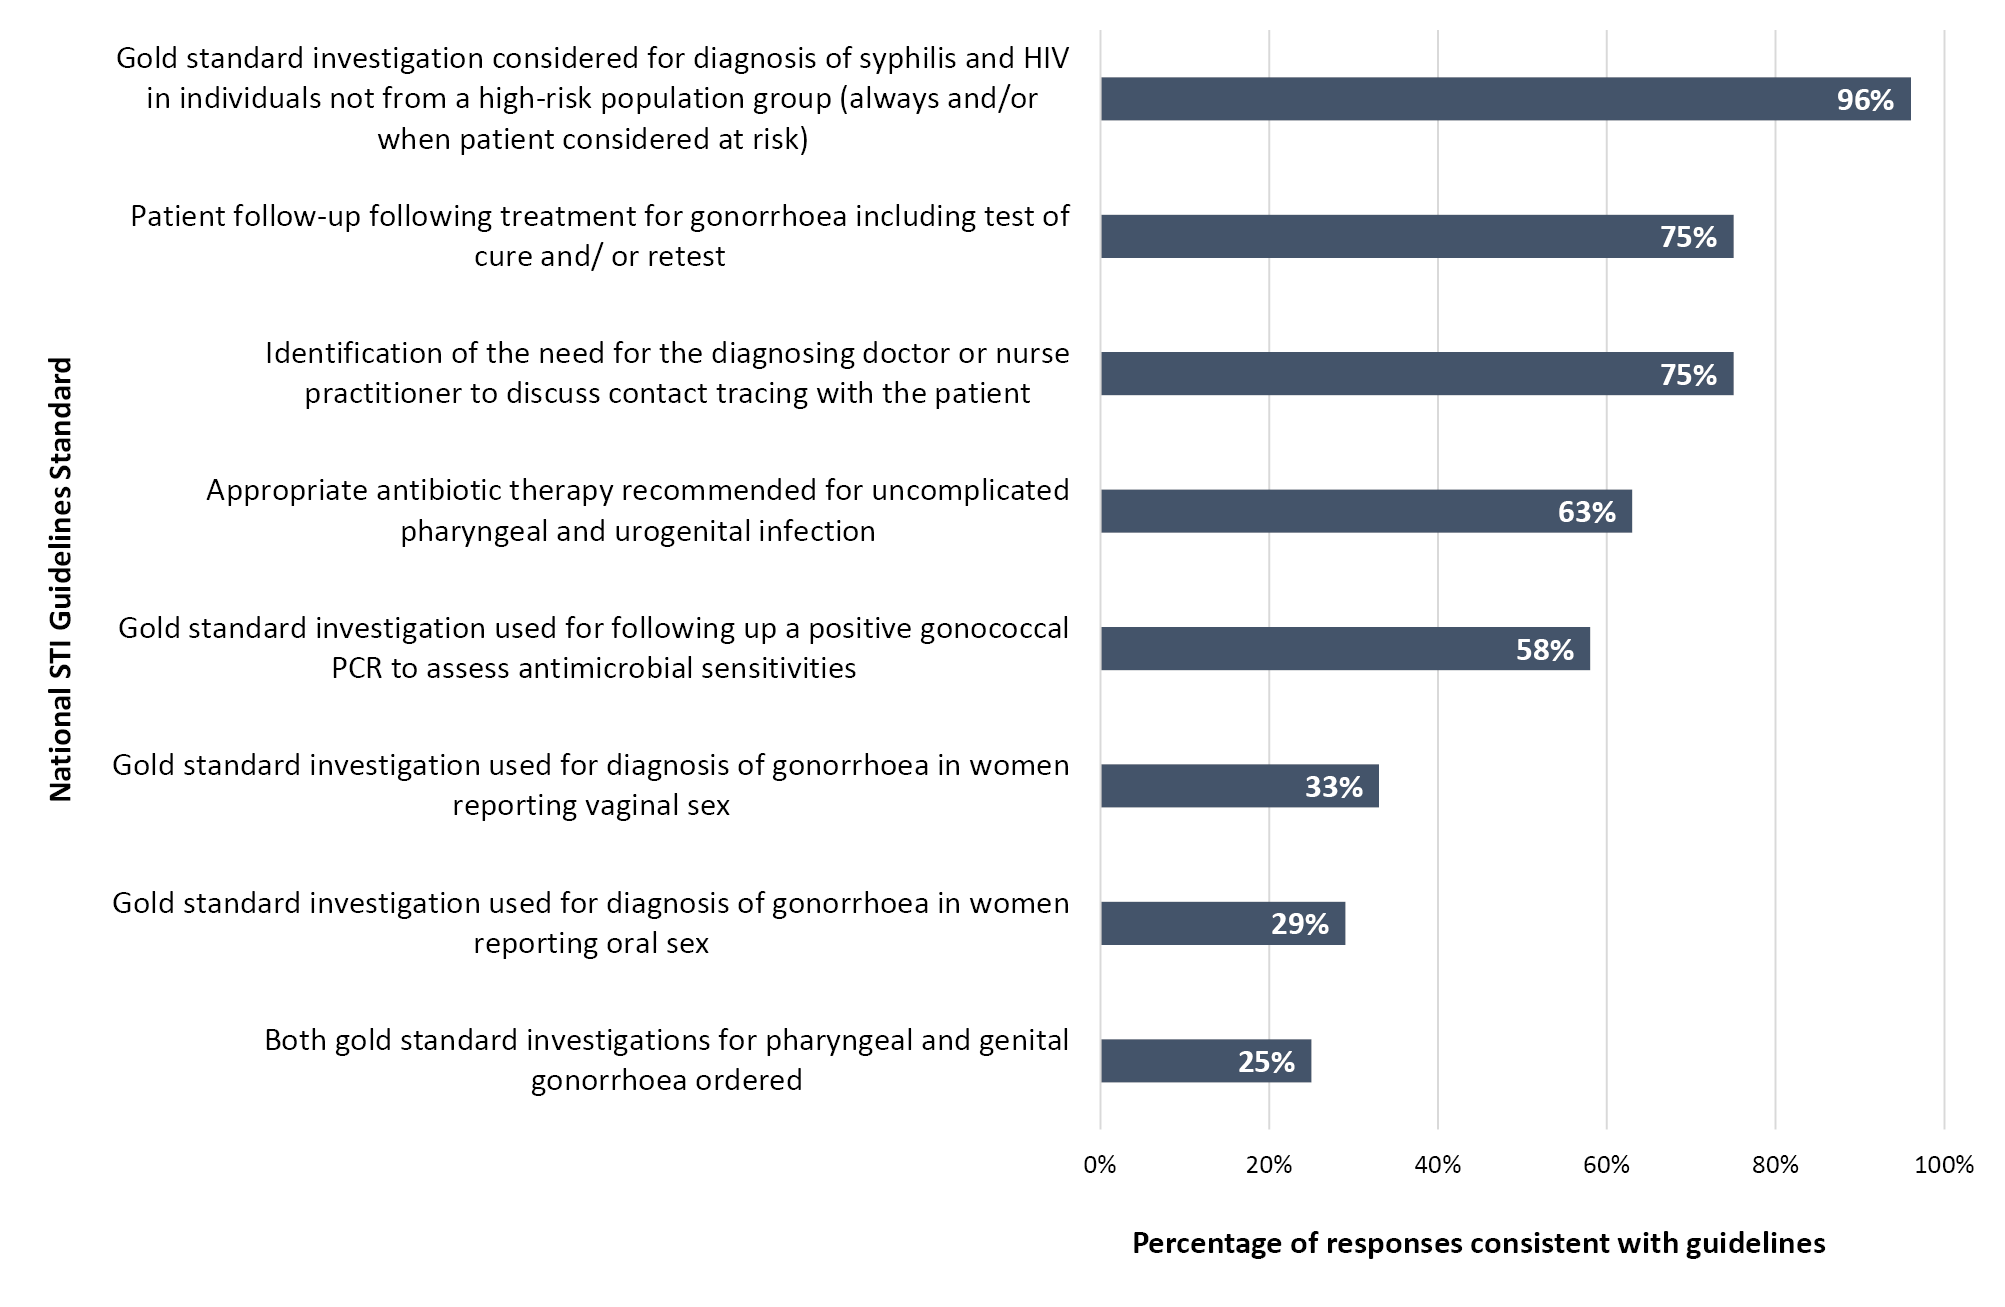 Gold standard investigation considered for diagnosis of syphilis and HIV
in individuals not from a high-risk population group (always and/or
when patient considered at risk)
96%
Patient follow-up following treatment for gonorrhoea including test of
cure and/ or retest
75%
Identification of the need for the diagnosing doctor or nurse
practitioner to discuss contact tracing with the patient
75%
Appropriate antibiotic therapy recommended for uncomplicated
pharyngeal and urogenital infection
63%
Gold standard investigation used for following up a positive gonococcal
PCR to assess antimicrobial sensitivities
58%
Gold standard investigation used for diagnosis of gonorrhoea in women
reporting vaginal sex
33%
Gold standard investigation used for diagnosis of gonorrhoea in women
reporting oral sex
29%
Both gold standard investigations for pharyngeal and genital
gonorrhoea ordered
25%
National STI Guidelines Standard
0% 20% 40% 60% 80% 100%
Percentage of responses consistent with guidelines